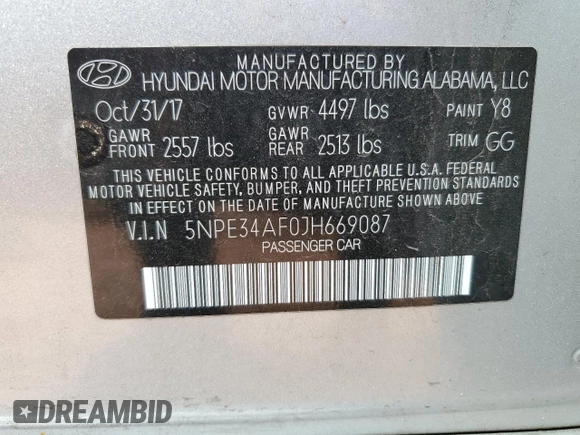 MANUFACTURED BY
HYUNDAI MOTOR MANUFACTURING ALABAMA, LLC
Oct/31/17 GVWR 4497 lbs PAINT Y8
GAWR FRONT 2557 lbs GAWR REAR 2513 lbs TRIM GG
THIS VEHICLE CONFORMS TO ALL APPLICABLE U.S.A. FEDERAL
MOTOR VEHICLE SAFETY, BUMPER, AND THEFT PREVENTION STANDARDS
IN EFFECT ON THE DATE OF MANUFACTURE SHOWN ABOVE
V.I.N 5NPE34AF0JH669087
PASSENGER CAR
DREAMBID